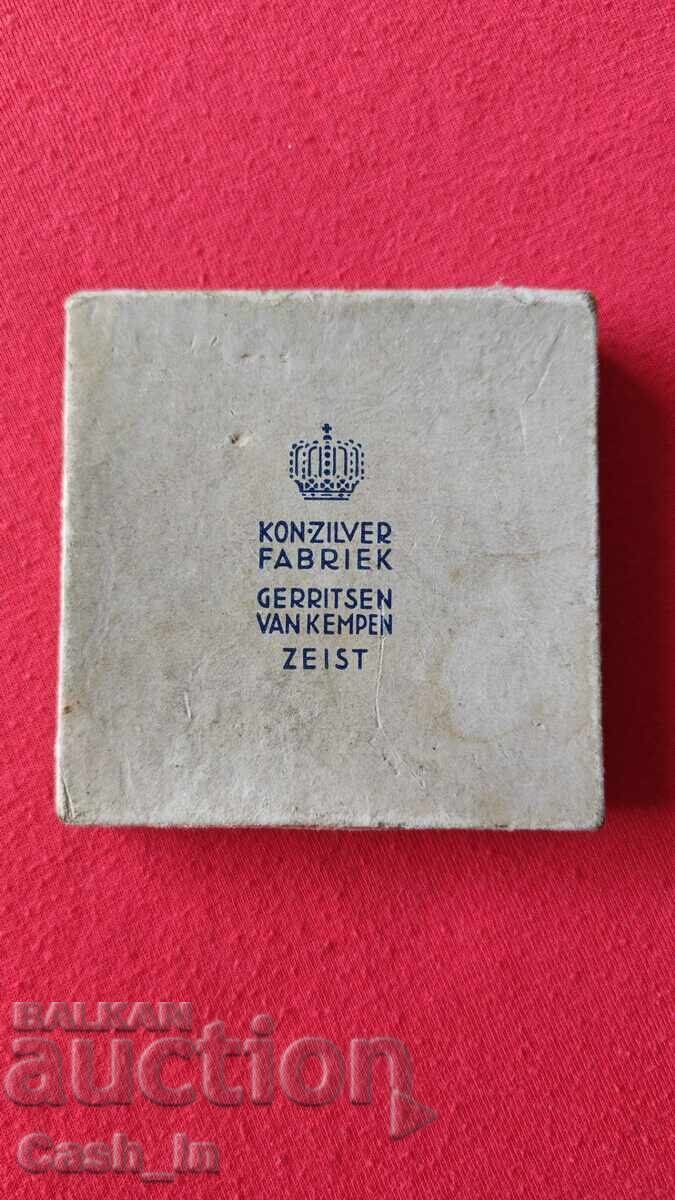 KON·ZILVER
FABRIEK
GERRITSEN
VAN KEMPEN
ZEIST
BALKAN
auction
Cash_In